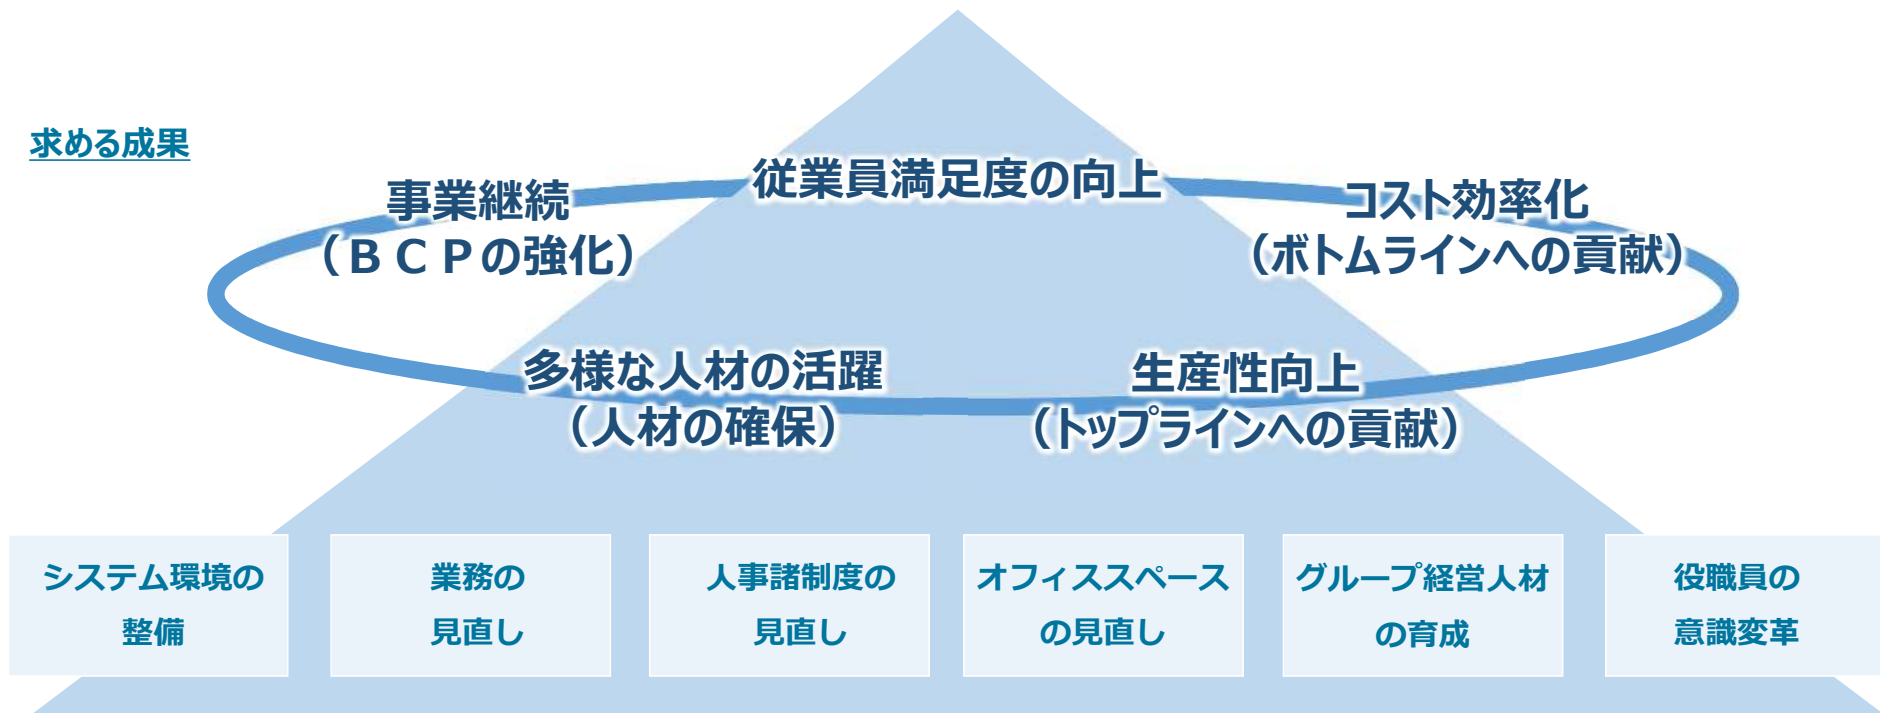 求める成果
従業員満足度の向上
事業継続
（ＢＣＰの強化）
コスト効率化
（ボトムラインへの貢献）
多様な人材の活躍
（人材の確保）
生産性向上
（トップラインへの貢献）
システム環境の
整備
業務の
見直し
人事諸制度の
見直し
オフィススペース
の見直し
グループ経営人材
の育成
役職員の
意識変革